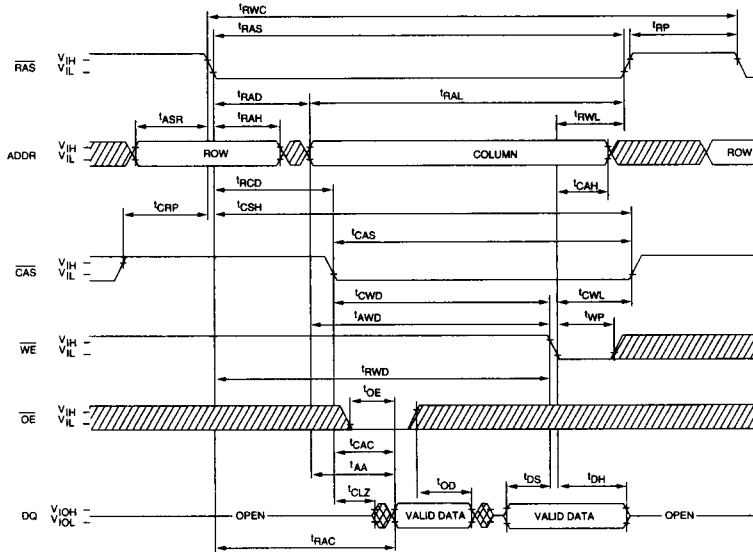 tRWC
tRAS
tRP
RAS
VIH
VIL
tRAD
tRAL
tASR
tRAH
tRWL
ADDR
VIH
VIL
ROW
COLUMN
ROW
tRCD
tCAH
tCRP
tCSH
tCAS
CAS
VIH
VIL
tCWD
tCWL
tAWD
tWP
WE
VIH
VIL
tRWD
tOE
OE
VIH
VIL
tCAC
tAA
tCLZ
tOD
tDS
tDH
DQ
VIOH
VIOL
OPEN
VALID DATA
VALID DATA
OPEN
tRAC